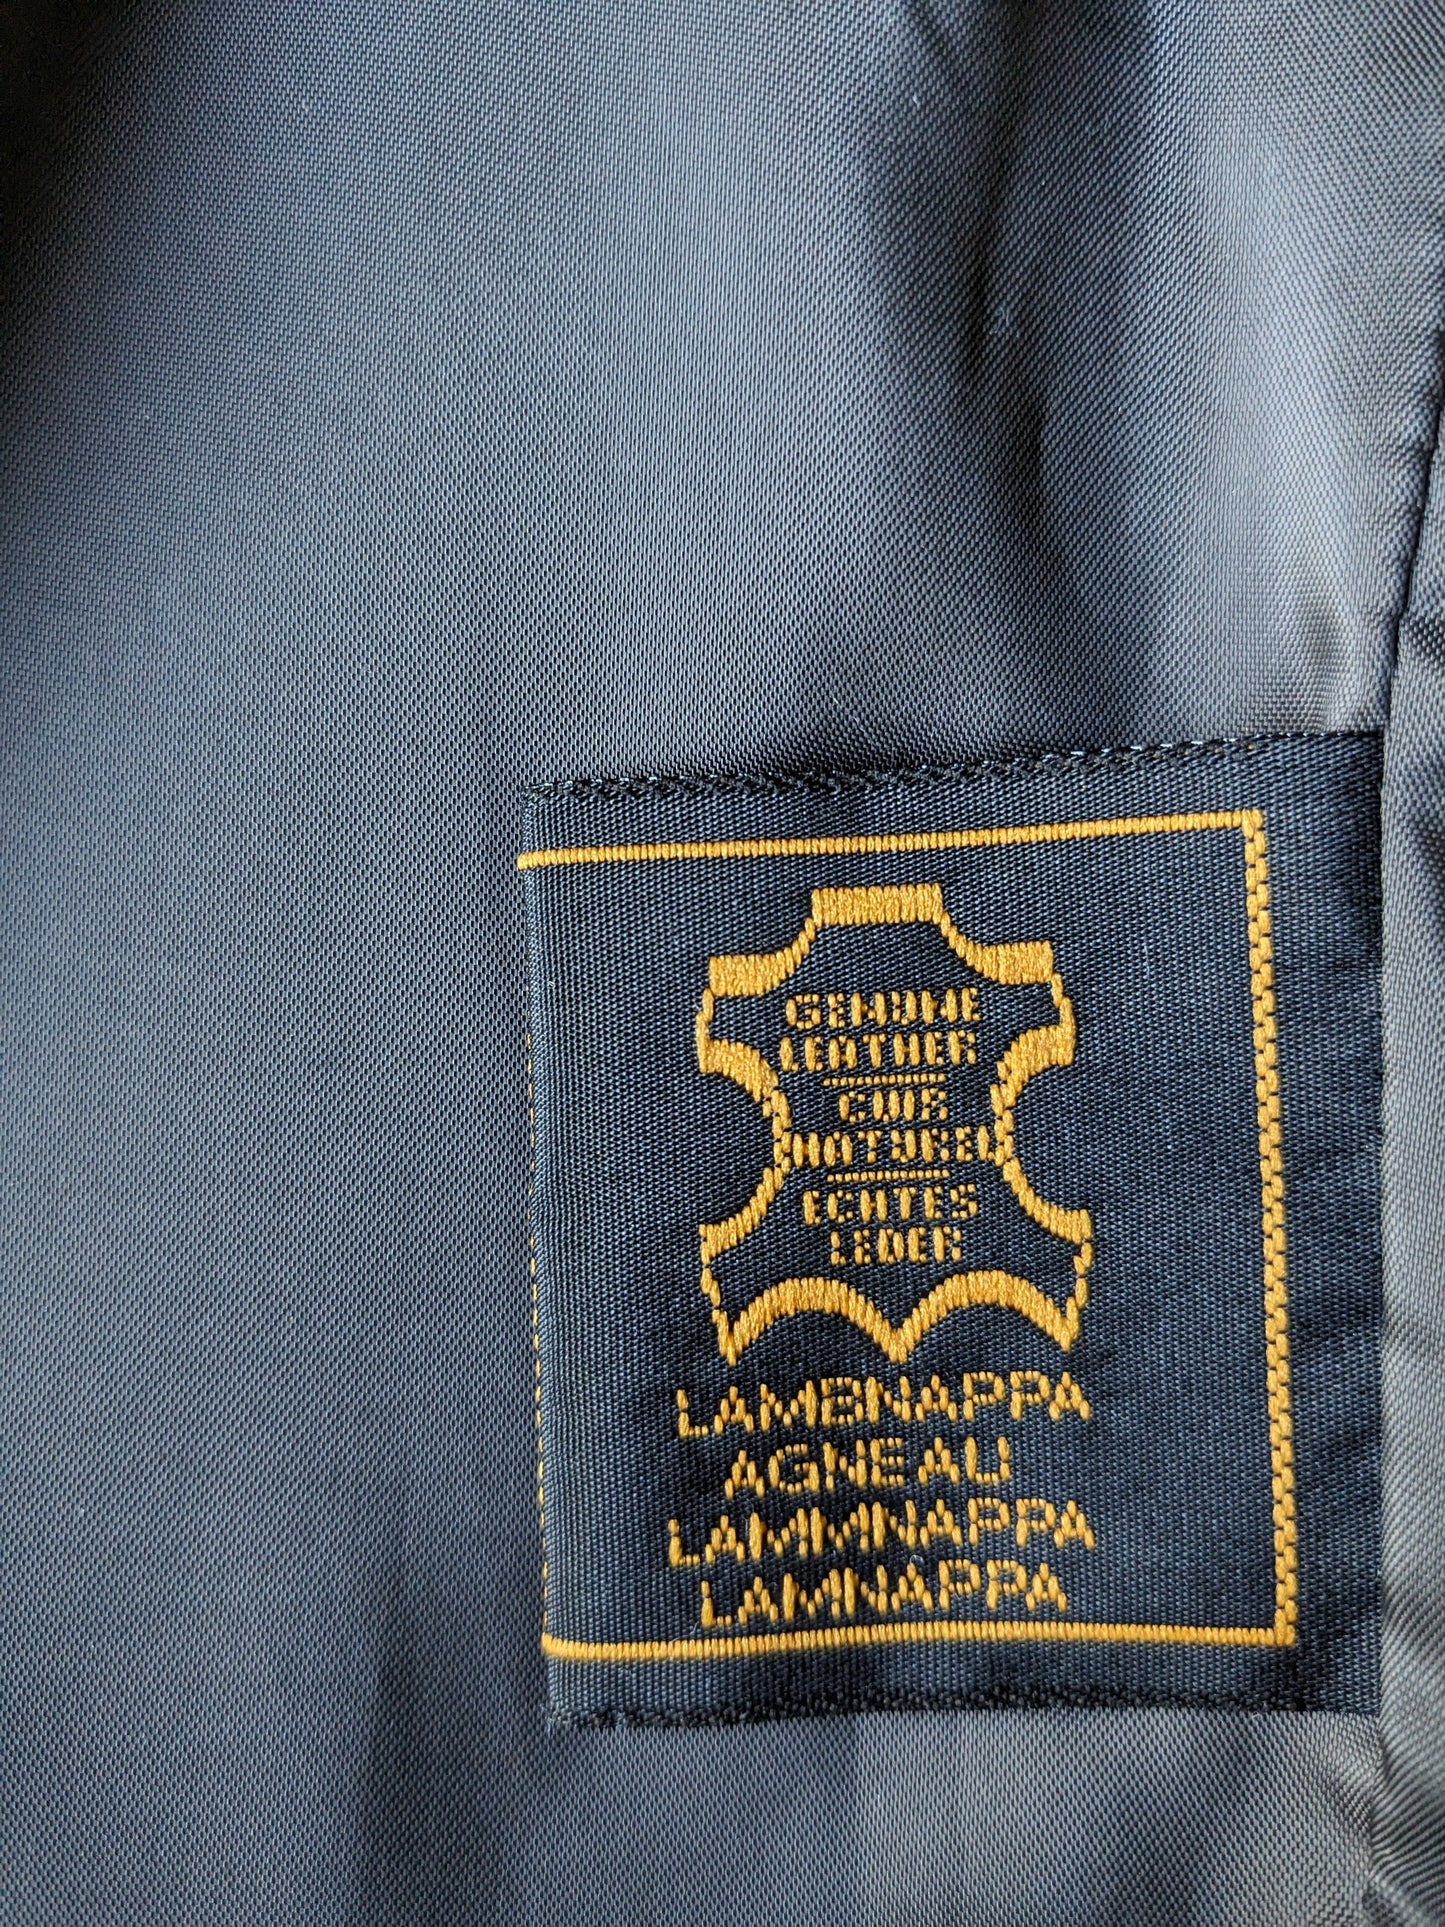 GENUINE
LEATHER
CUIR
NATUREL
ECHTES
LEDER
LAMBNAPPA
AGNEAU
LAMMNAPPA
LAMNAPPA